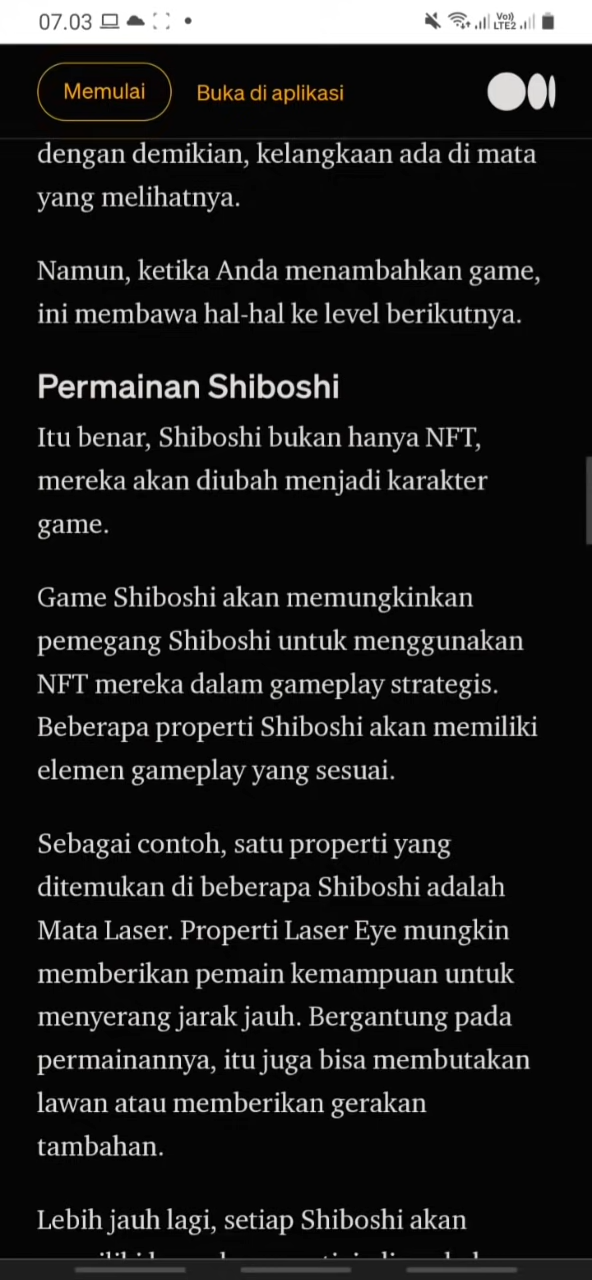 07.03
Vo))
LTE2
Memulai
Buka di aplikasi
dengan demikian, kelangkaan ada di mata
yang melihatnya.
Namun, ketika Anda menambahkan game,
ini membawa hal-hal ke level berikutnya.
Permainan Shiboshi
Itu benar, Shiboshi bukan hanya NFT,
mereka akan diubah menjadi karakter
game.
Game Shiboshi akan memungkinkan
pemegang Shiboshi untuk menggunakan
NFT mereka dalam gameplay strategis.
Beberapa properti Shiboshi akan memiliki
elemen gameplay yang sesuai.
Sebagai contoh, satu properti yang
ditemukan di beberapa Shiboshi adalah
Mata Laser. Properti Laser Eye mungkin
memberikan pemain kemampuan untuk
menyerang jarak jauh. Bergantung pada
permainannya, itu juga bisa membutakan
lawan atau memberikan gerakan
tambahan.
Lebih jauh lagi, setiap Shiboshi akan